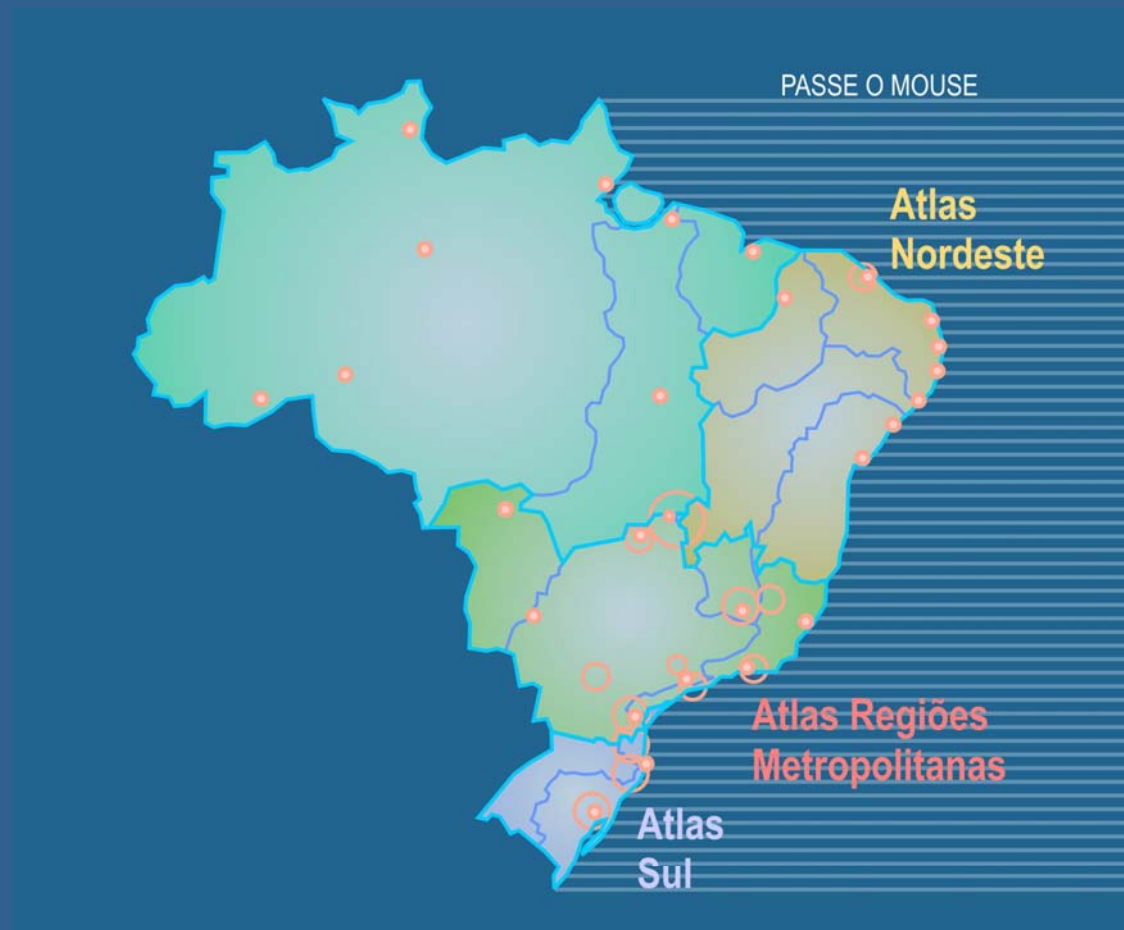 PASSE O MOUSE
Atlas
Nordeste
Atlas Regiões
Metropolitanas
Atlas
Sul